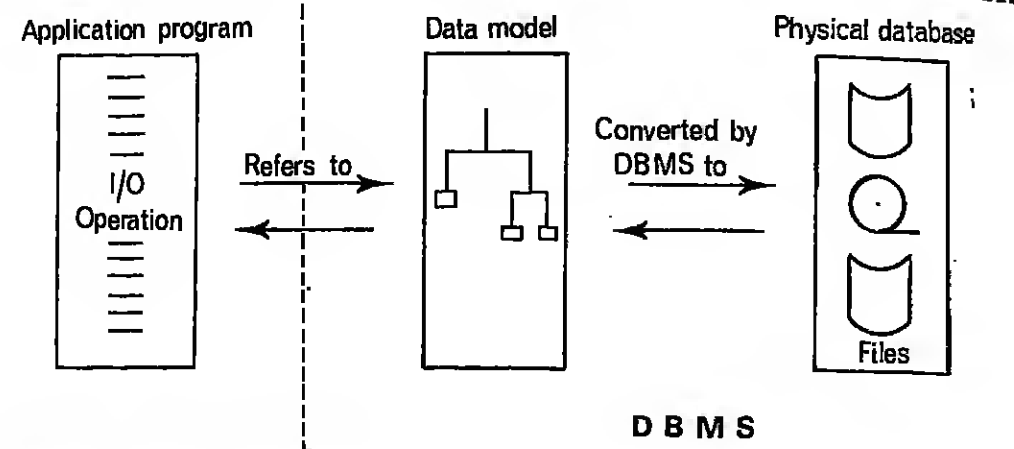 Application program
Data model
Physical database
Refers to
Converted by
DBMS to
I/O
Operation
Files
DBMS